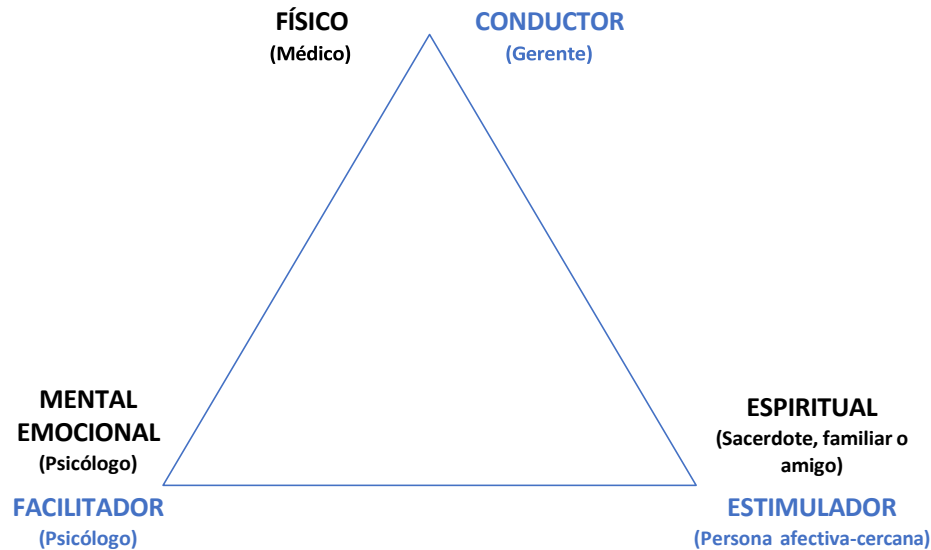 FÍSICO
(Médico)
CONDUCTOR
(Gerente)
MENTAL
EMOCIONAL
(Psicólogo)
FACILITADOR
(Psicólogo)
ESPIRITUAL
(Sacerdote, familiar o
amigo)
ESTIMULADOR
(Persona afectiva-cercana)